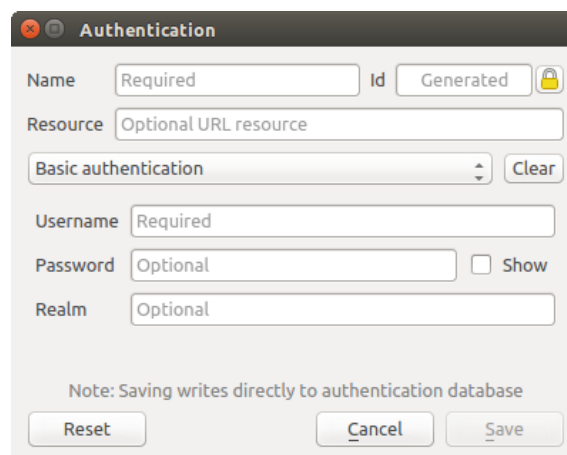 Authentication
Name Required Id Generated
Resource Optional URL resource
Basic authentication Clear
Username Required
Password Optional Show
Realm Optional
Note: Saving writes directly to authentication database
Reset Cancel Save